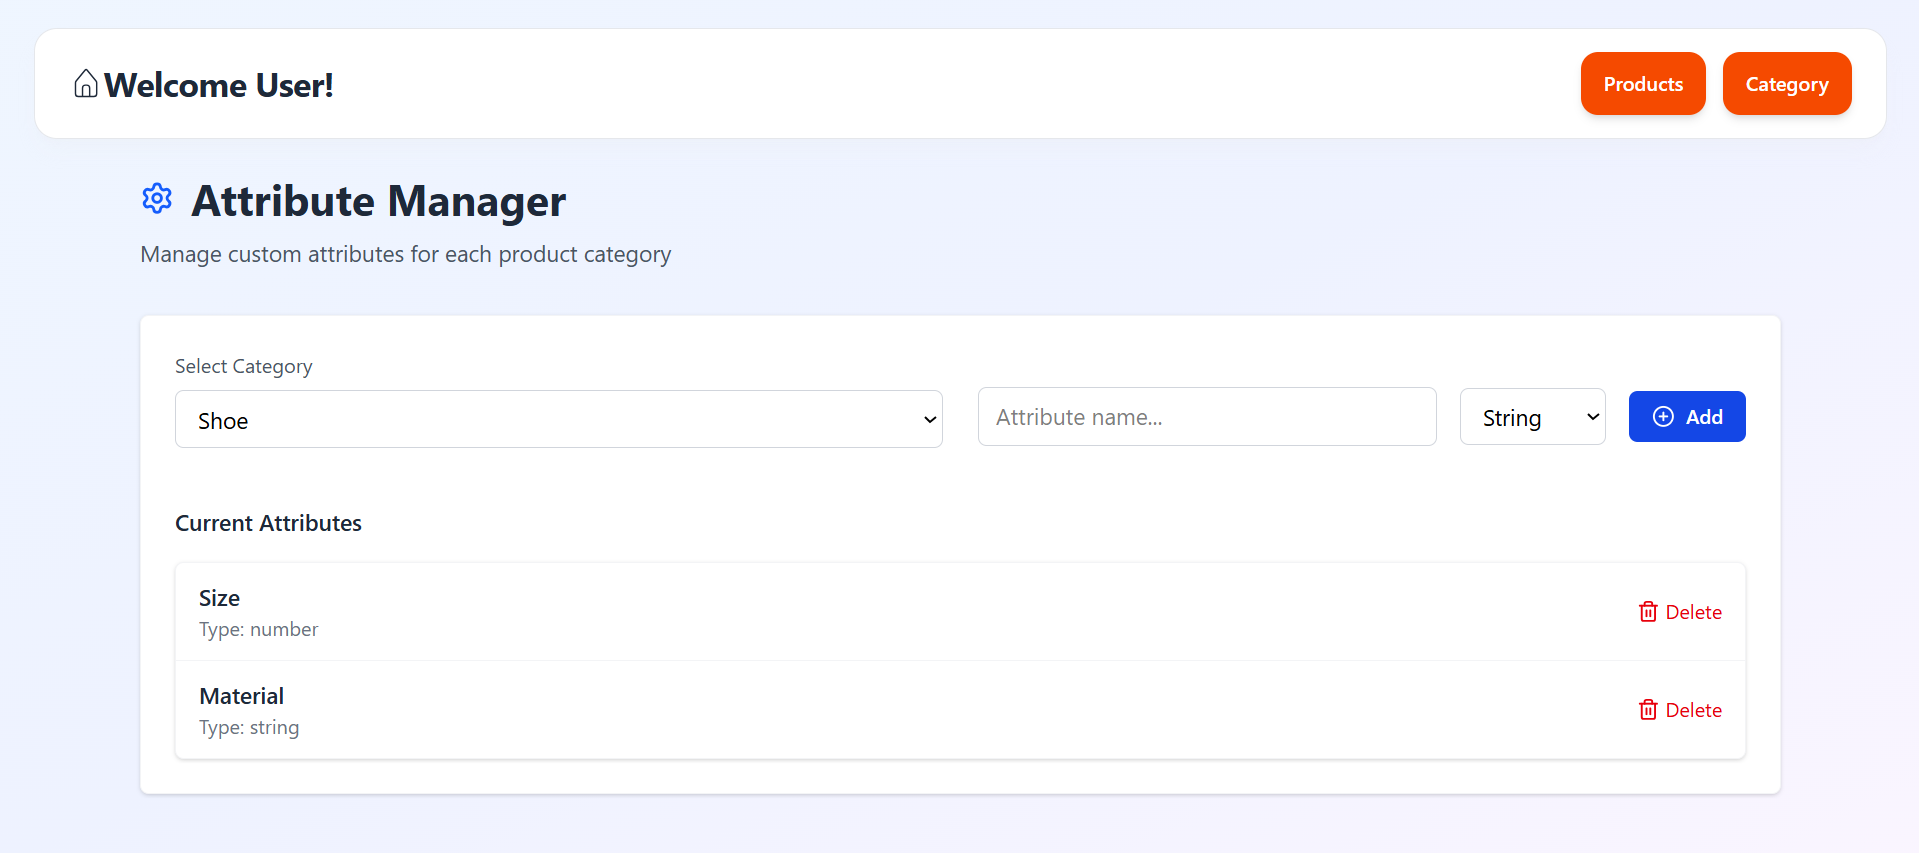 Welcome User!
Products
Category
Attribute Manager
Manage custom attributes for each product category
Select Category
Shoe
Attribute name...
String
Add
Current Attributes
Size
Type: number
Delete
Material
Type: string
Delete